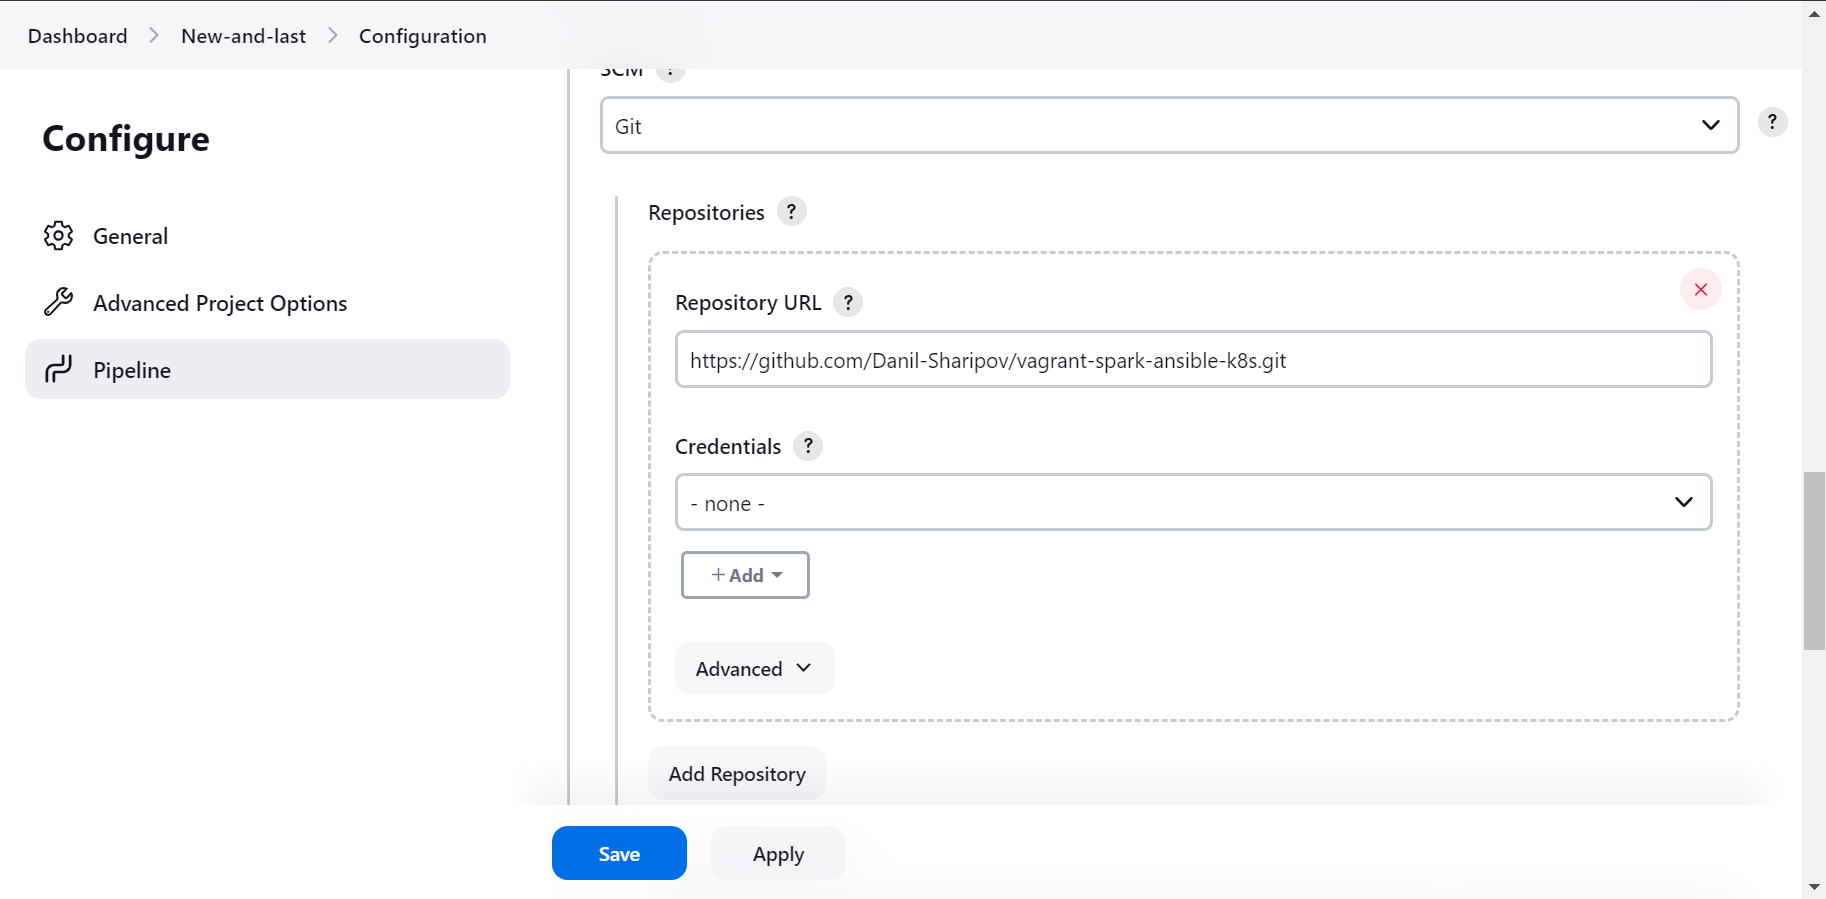 Dashboard > New-and-last > Configuration
Configure
General
Advanced Project Options
Pipeline
SCM ?
Git
?
Repositories ?
Repository URL ?
https://github.com/Danil-Sharipov/vagrant-spark-ansible-k8s.git
Credentials ?
- none -
+ Add
Advanced
Add Repository
Save
Apply